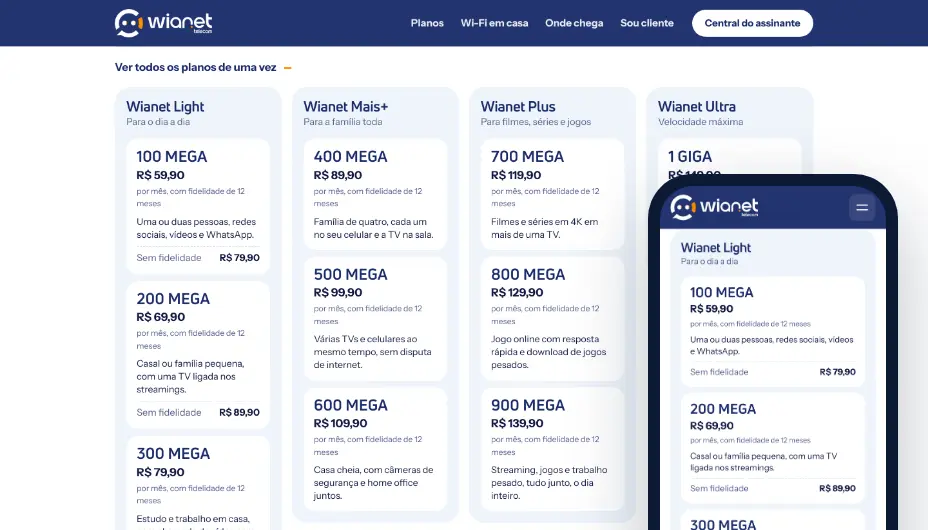 wianet
telecom
Planos
Wi-Fi em casa
Onde chega
Sou cliente
Central do assinante
Ver todos os planos de uma vez
Wianet Light
Para o dia a dia
100 MEGA
R$ 59,90
por mês, com fidelidade de 12
meses
Uma ou duas pessoas, redes
sociais, vídeos e WhatsApp.
Sem fidelidade R$ 79,90
200 MEGA
R$ 69,90
por mês, com fidelidade de 12
meses
Casal ou família pequena,
com uma TV ligada nos
streamings.
Sem fidelidade R$ 89,90
300 MEGA
R$ 79,90
por mês, com fidelidade de 12
meses
Estudo e trabalho em casa,
Wianet Mais+
Para a família toda
400 MEGA
R$ 89,90
por mês, com fidelidade de 12
meses
Família de quatro, cada um
no seu celular e a TV na sala.
500 MEGA
R$ 99,90
por mês, com fidelidade de 12
meses
Várias TVs e celulares ao
mesmo tempo, sem disputa
de internet.
600 MEGA
R$ 109,90
por mês, com fidelidade de 12
meses
Casa cheia, com câmeras de
segurança e home office
juntos.
Wianet Plus
Para filmes, séries e jogos
700 MEGA
R$ 119,90
por mês, com fidelidade de 12
meses
Filmes e séries em 4K em
mais de uma TV.
800 MEGA
R$ 129,90
por mês, com fidelidade de 12
meses
Jogo online com resposta
rápida e download de jogos
pesados.
900 MEGA
R$ 139,90
por mês, com fidelidade de 12
meses
Streaming, jogos e trabalho
pesado, tudo junto, o dia
inteiro.
Wianet Ultra
Velocidade máxima
1 GIGA
wianet
telecom
Wianet Light
Para o dia a dia
100 MEGA
R$ 59,90
por mês, com fidelidade de 12 meses
Uma ou duas pessoas, redes sociais, vídeos
e WhatsApp.
Sem fidelidade R$ 79,90
200 MEGA
R$ 69,90
por mês, com fidelidade de 12 meses
Casal ou família pequena, com uma TV
ligada nos streamings.
Sem fidelidade R$ 89,90
300 MEGA